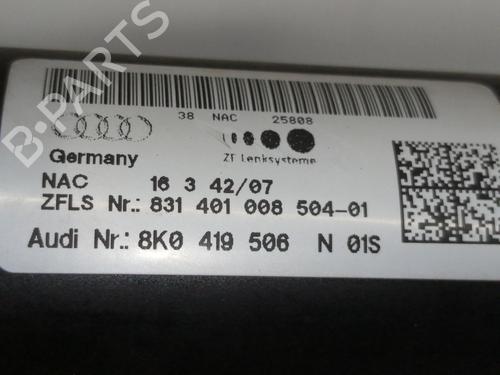 38 NAC 25808
ZF Lenksysteme
Germany
NAC 16 3 42/07
ZFLS Nr.: 831 401 008 504-01
Audi Nr.: 8K0 419 506 N 01S
B-PARTS